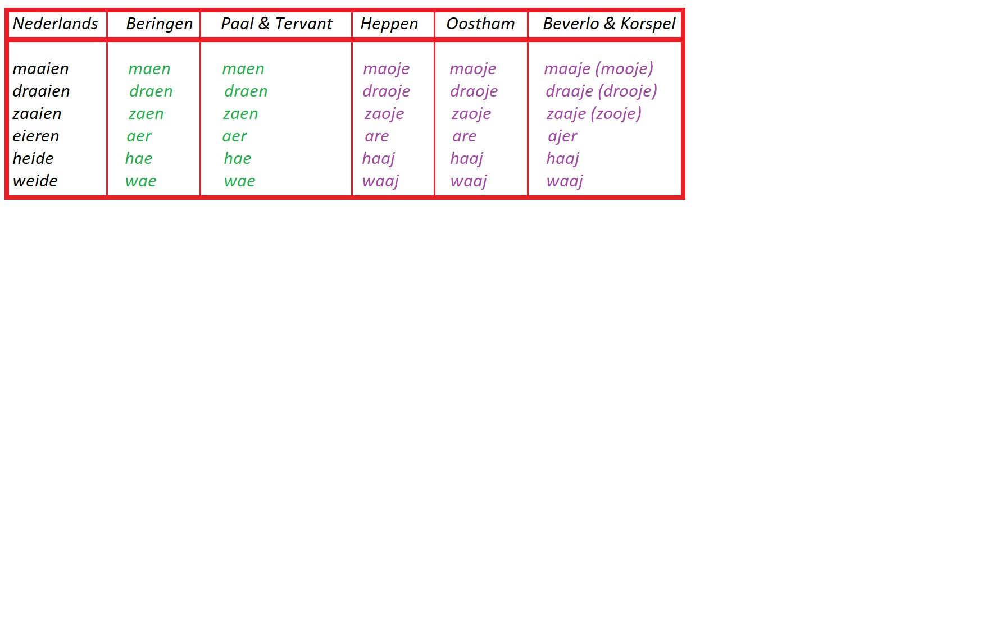 Nederlands Beringen Paal & Tervant Heppen Oostham Beverlo & Korspel
maaien maen maen maoje maoje maaje (mooje)
draaien draen draen draoje draoje draaje (drooje)
zaaien zaen zaen zaoje zaoje zaaje (zooje)
eieren aer aer are are ajer
heide hae hae haaj haaj haaj
weide wae wae waaj waaj waaj